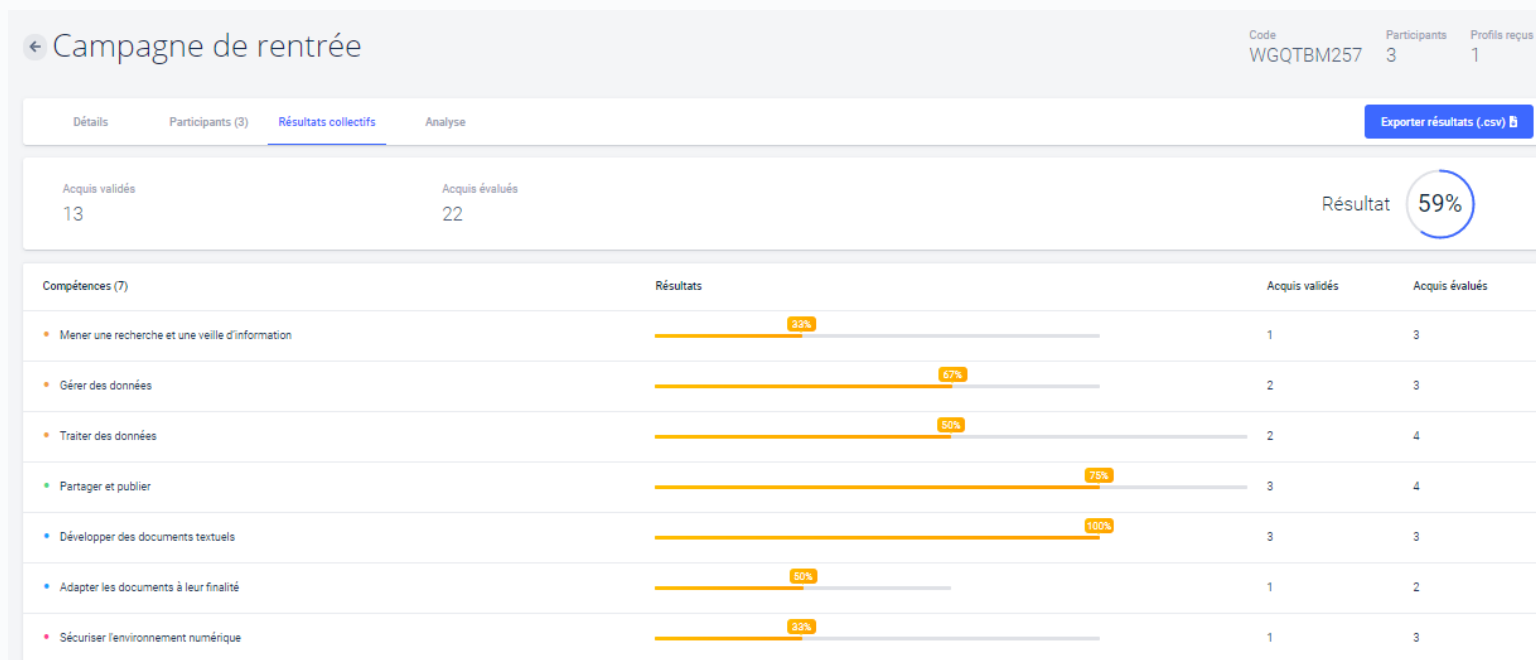 Campagne de rentrée
Code Participants Profils reçus
WGQTBM257 3 1
Détails Participants (3) Résultats collectifs Analyse Exporter résultats (.csv)
Acquis validés Acquis évalués
13 22
Résultat 59%
Compétences (7) Résultats Acquis validés Acquis évalués
Mener une recherche et une veille d'information 33% 1 3
Gérer des données 67% 2 3
Traiter des données 50% 2 4
Partager et publier 75% 3 4
Développer des documents textuels 100% 3 3
Adapter les documents à leur finalité 50% 1 2
Sécuriser l'environnement numérique 33% 1 3